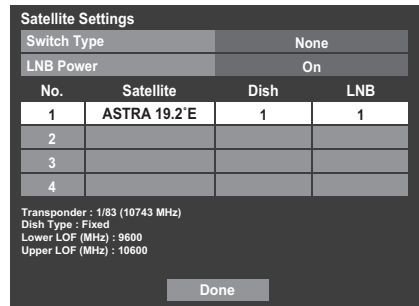 Satellite Settings
Switch Type None
LNB Power On
No. Satellite Dish LNB
1 ASTRA 19.2°E 1 1
2
3
4
Transponder : 1/83 (10743 MHz)
Dish Type : Fixed
Lower LOF (MHz) : 9600
Upper LOF (MHz) : 10600
Done